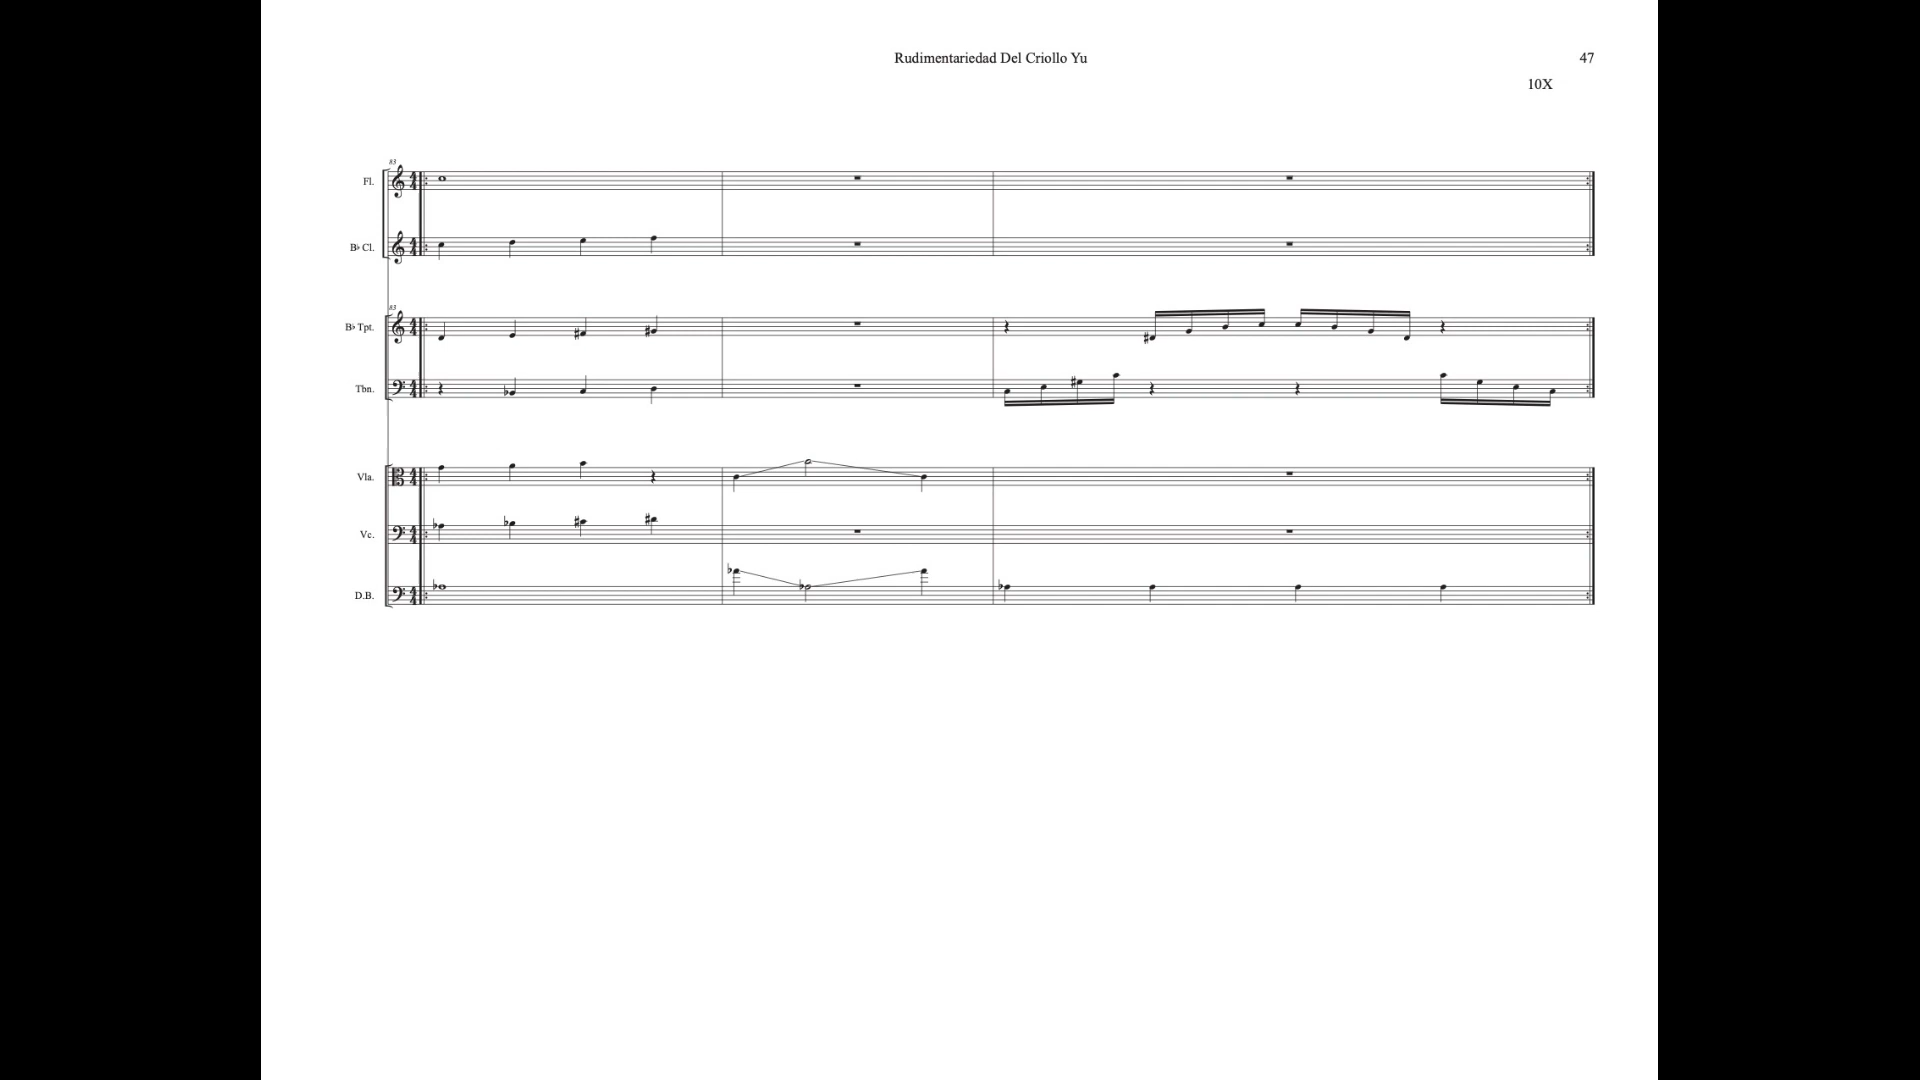 Rudimentariedad Del Criollo Yu
47
10X
83
Fl.
B♭ Cl.
83
B♭ Tpt.
Tbn.
Vla.
Vc.
D.B.